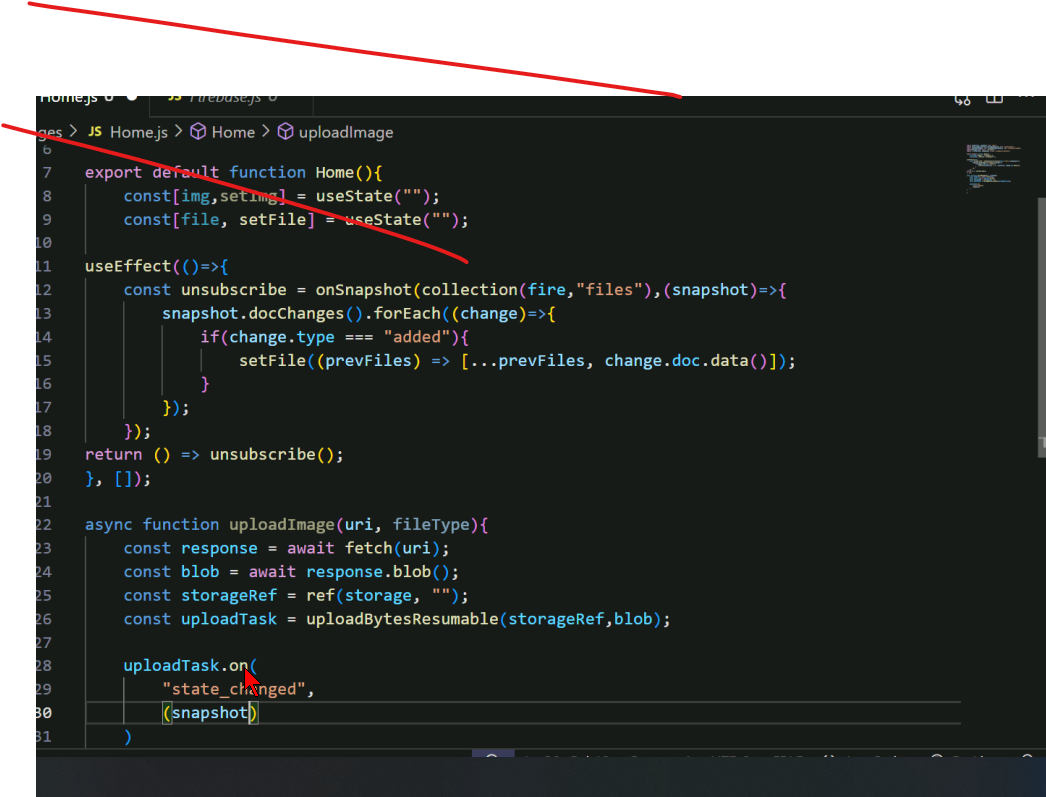 Home.js U
JS Firebase.js U
ges > JS Home.js > Home > uploadImage
6
7 export default function Home(){
8 const[img,setImg] = useState("");
9 const[file, setFile] = useState("");
10
11 useEffect(()=>{
12 const unsubscribe = onSnapshot(collection(fire,"files"),(snapshot)=>{
13 snapshot.docChanges().forEach((change)=>{
14 if(change.type === "added"){
15 setFile((prevFiles) => [...prevFiles, change.doc.data()]);
16 }
17 });
18 });
19 return () => unsubscribe();
20 }, []);
21
22 async function uploadImage(uri, fileType){
23 const response = await fetch(uri);
24 const blob = await response.blob();
25 const storageRef = ref(storage, "");
26 const uploadTask = uploadBytesResumable(storageRef,blob);
27
28 uploadTask.on(
29 "state_changed",
30 (snapshot)
31 )